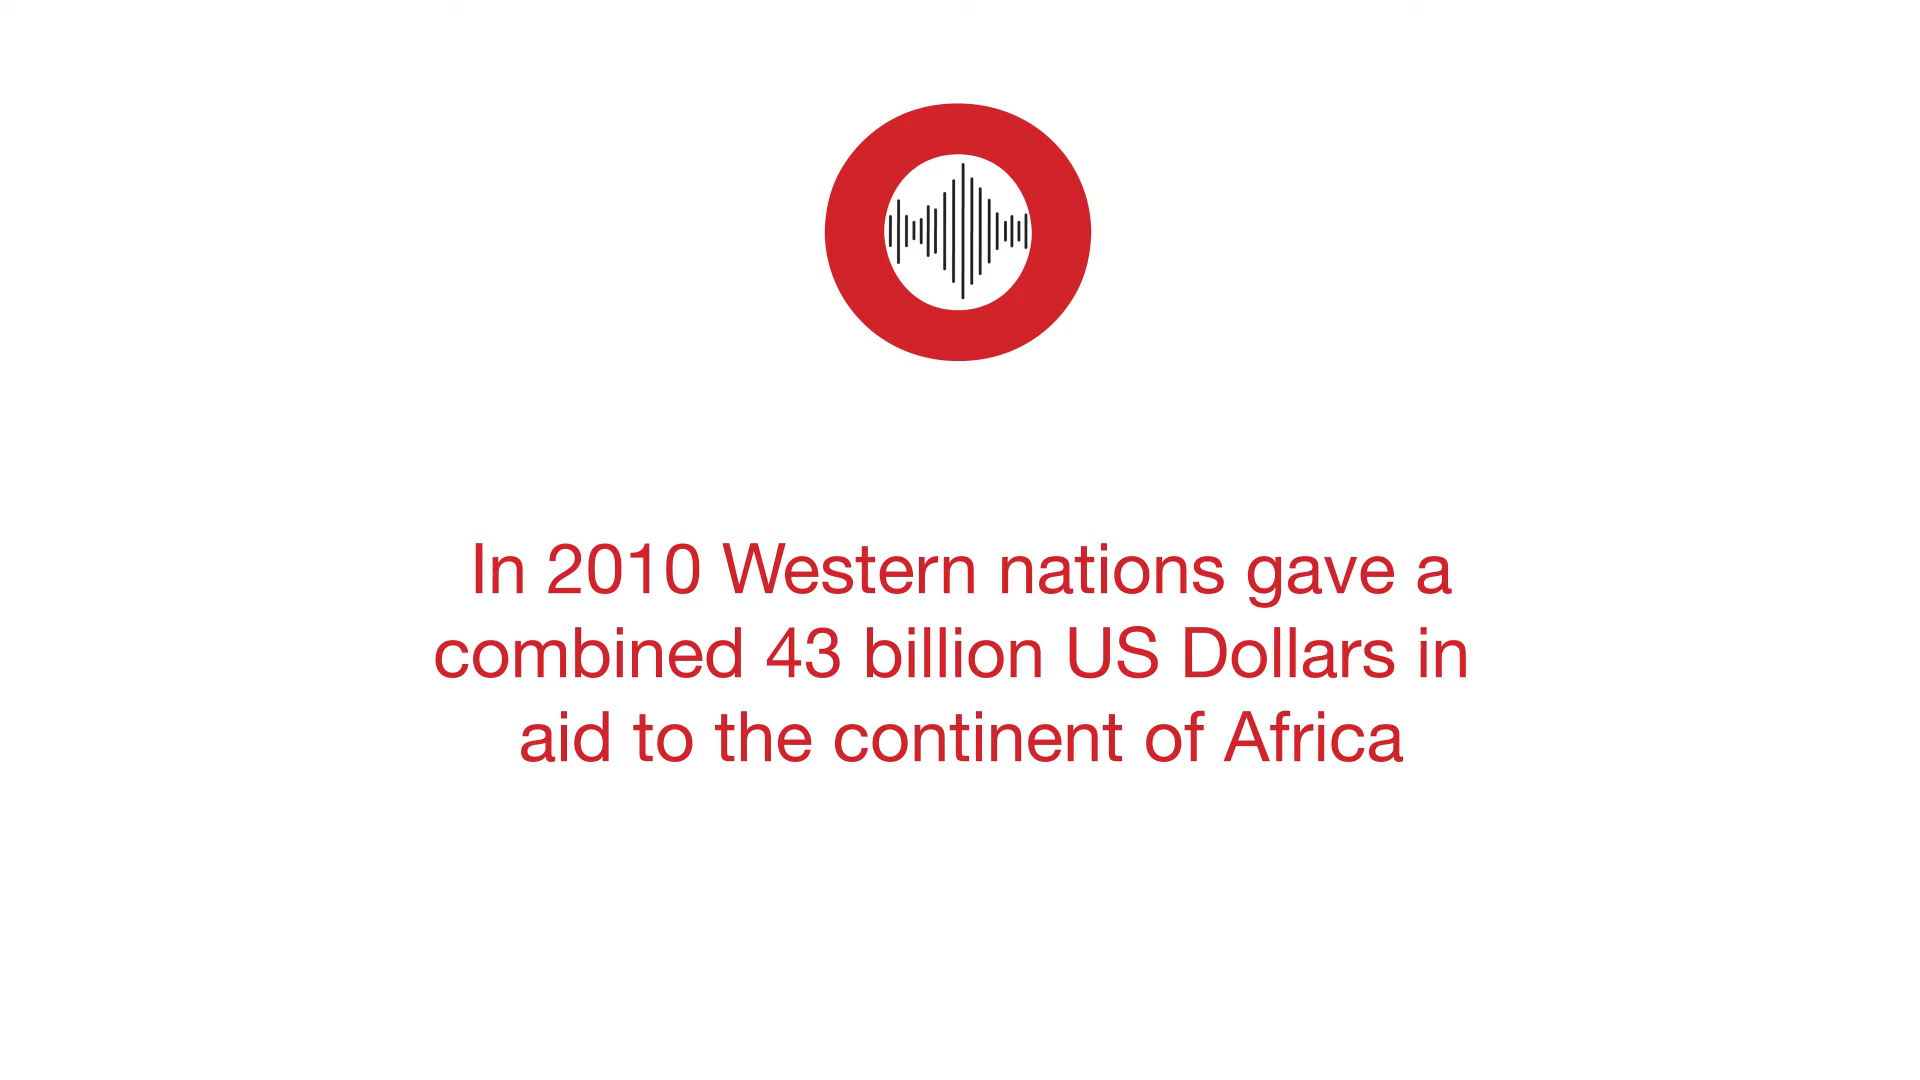 In 2010 Western nations gave a
combined 43 billion US Dollars in
aid to the continent of Africa